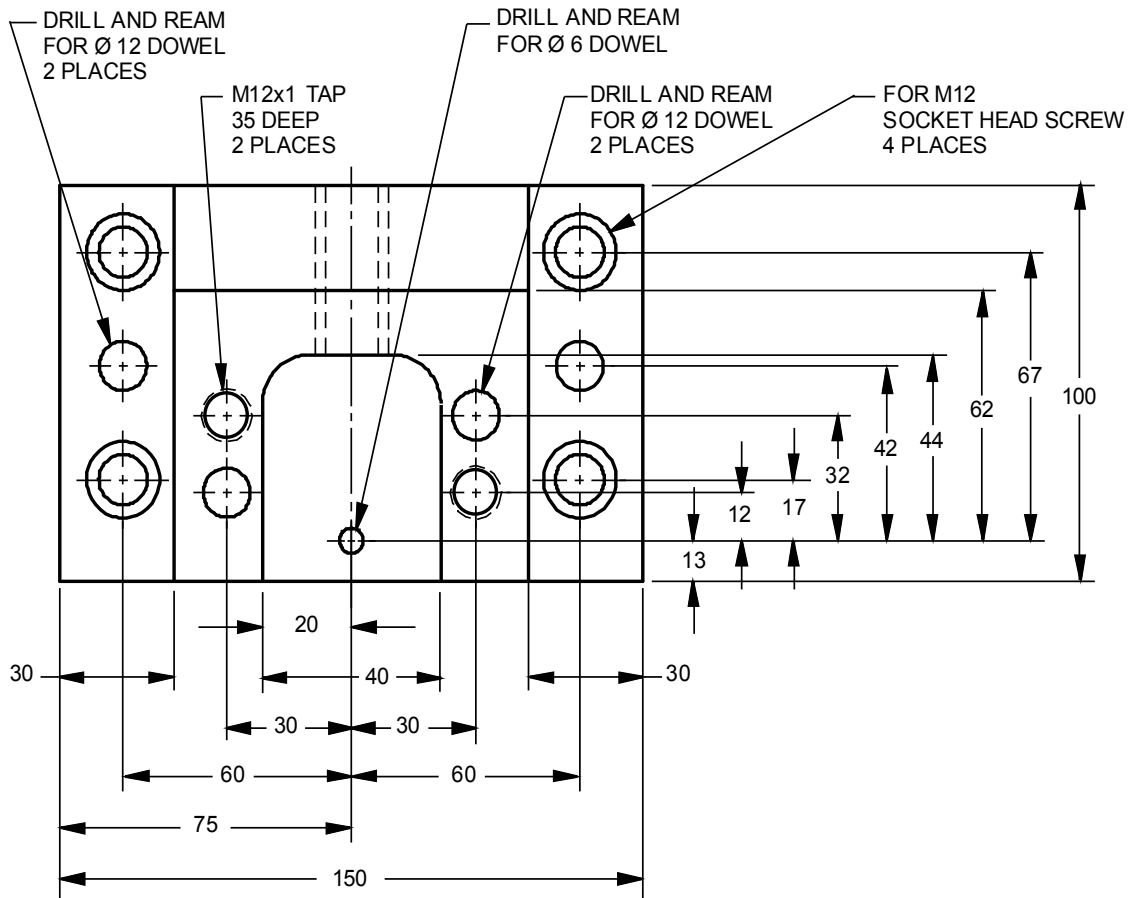 DRILL AND REAM
FOR Ø 12 DOWEL
2 PLACES
DRILL AND REAM
FOR Ø 6 DOWEL
M12x1 TAP
35 DEEP
2 PLACES
DRILL AND REAM
FOR Ø 12 DOWEL
2 PLACES
FOR M12
SOCKET HEAD SCREW
4 PLACES
67
100
62
44
42
32
17
12
13
20
30
40
30
30
30
60
60
75
150